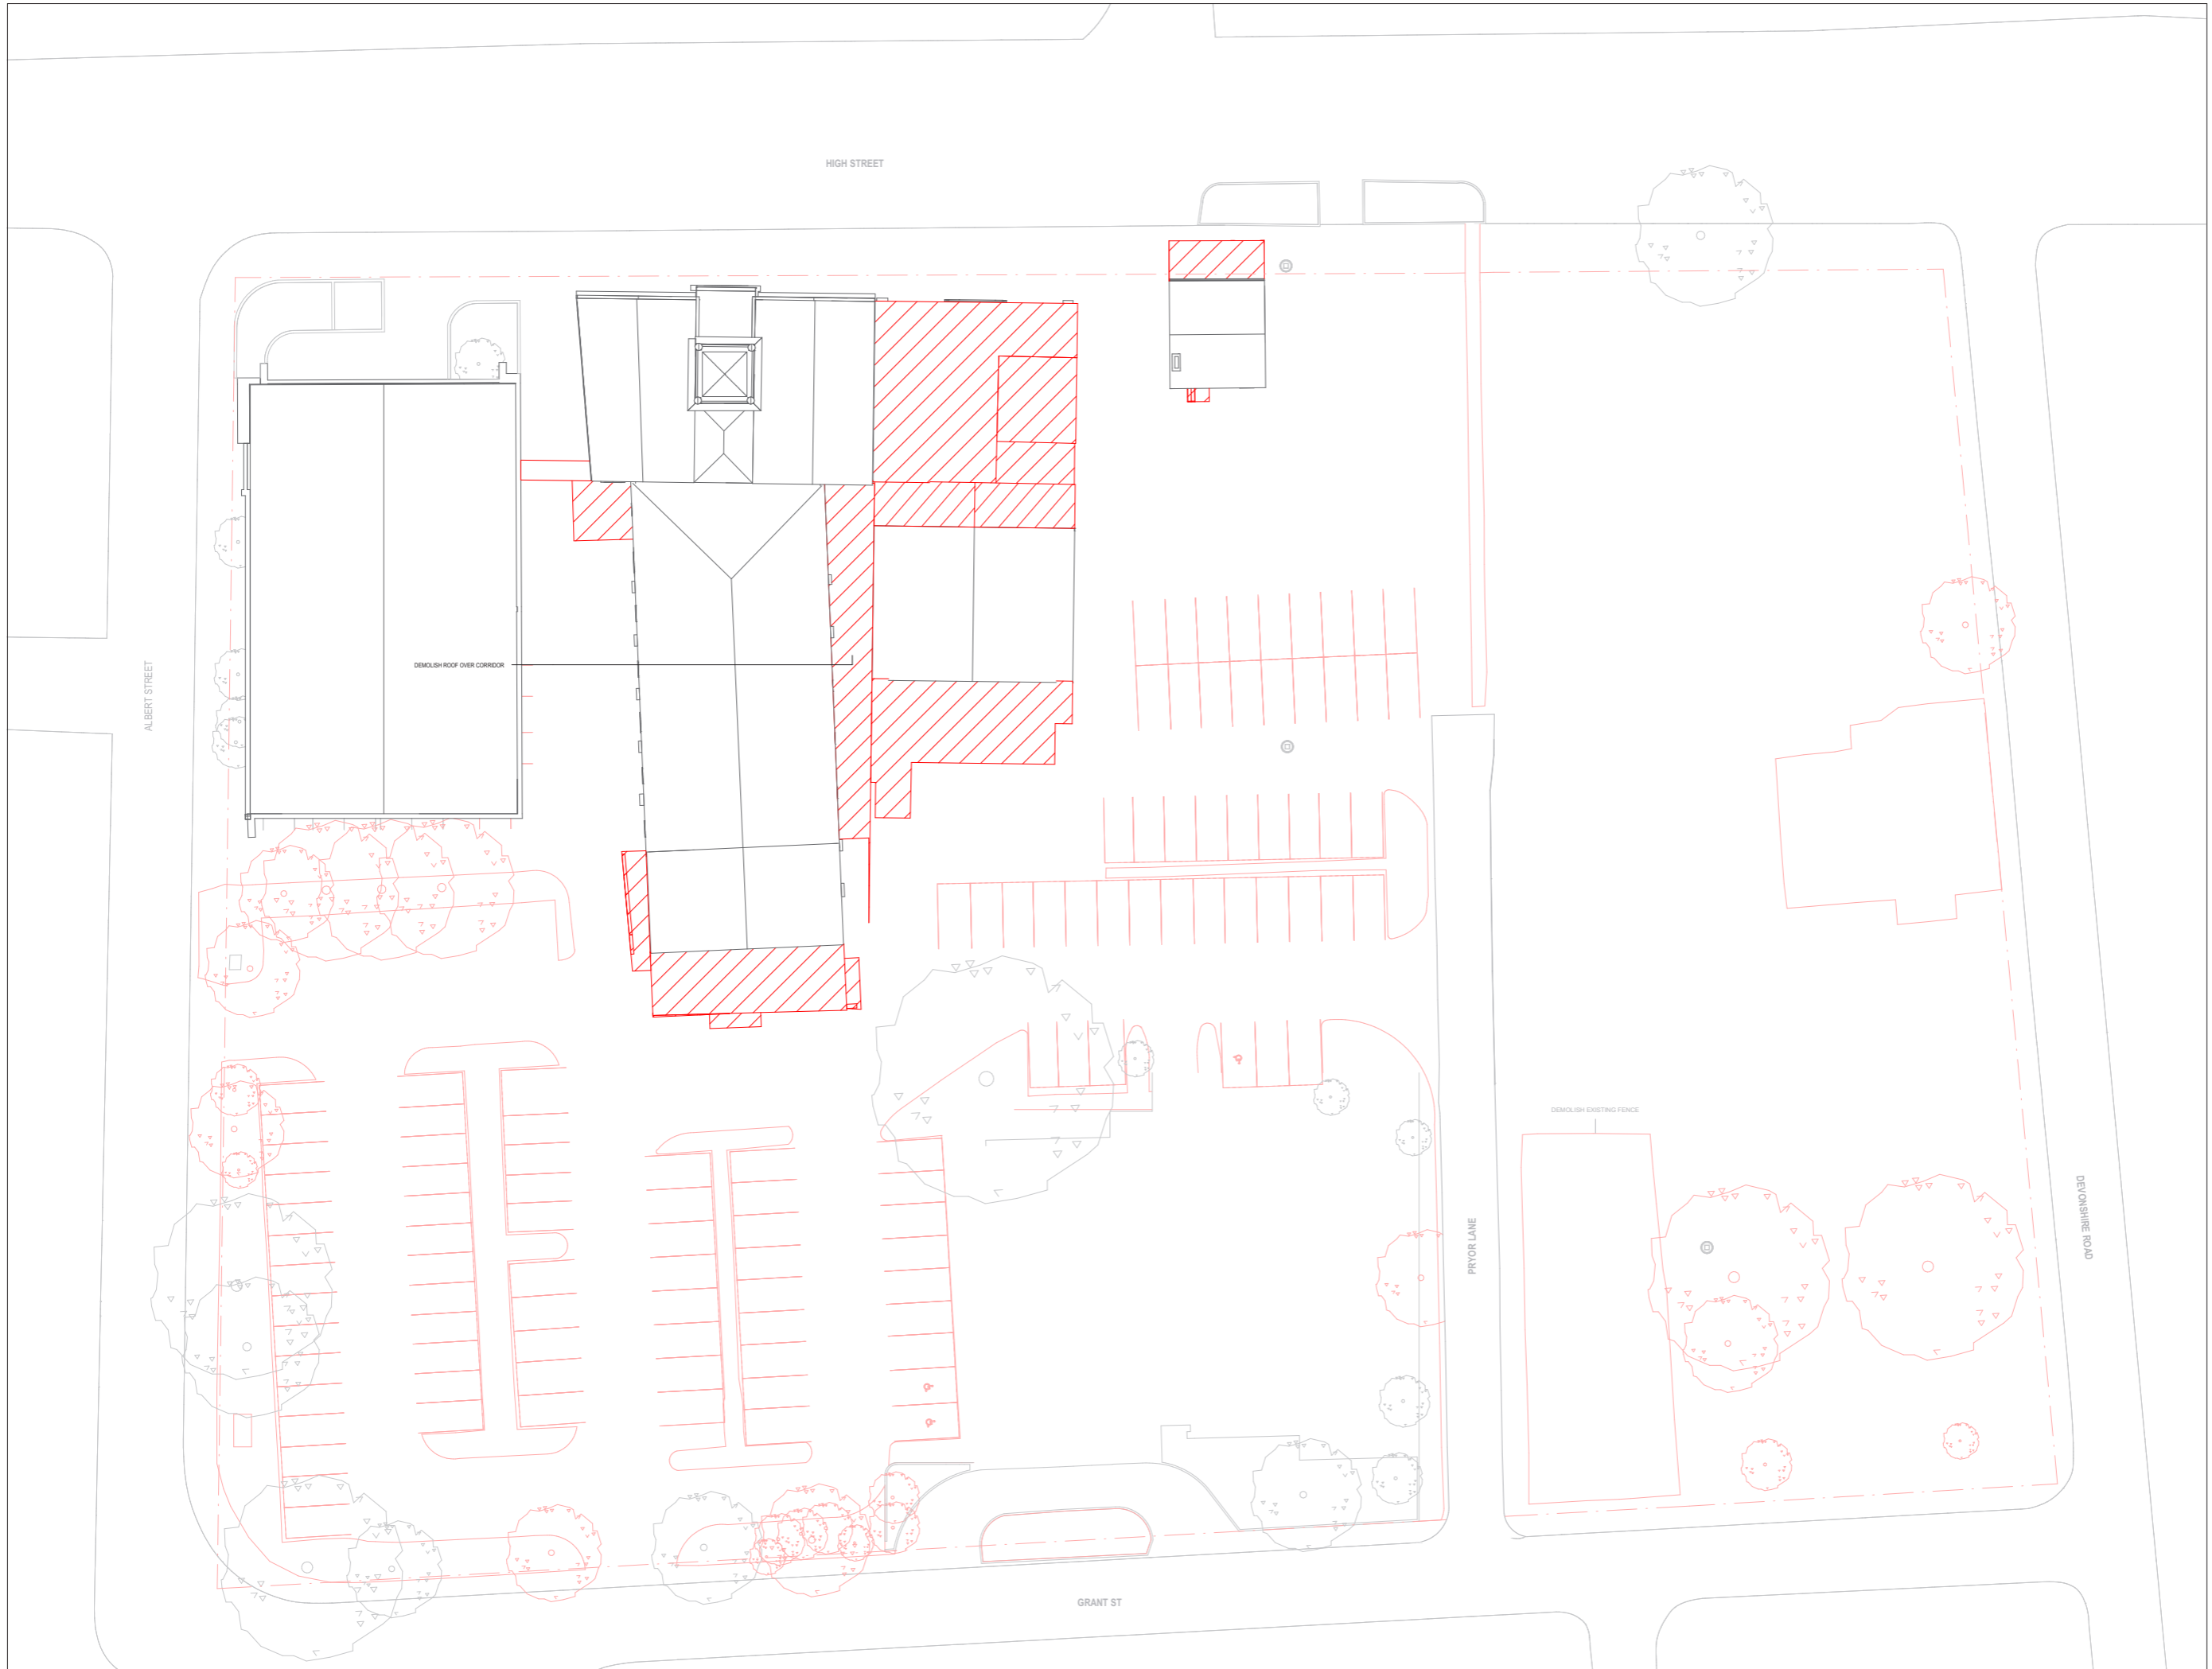 HIGH STREET
ALBERT STREET
DEMOLISH ROOF OVER CORRIDOR
DEMOLISH EXISTING FENCE
PRYOR LANE
DEVONSHIRE ROAD
GRANT ST